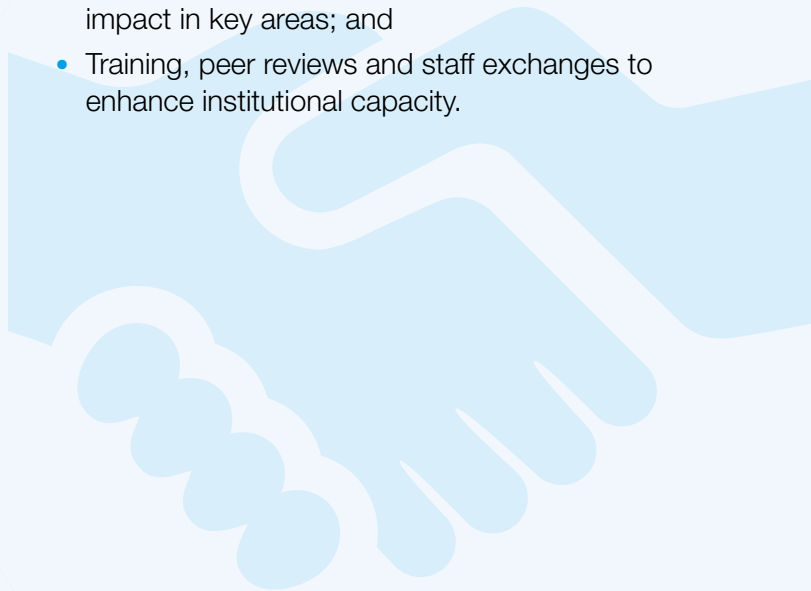 impact in key areas; and
• Training, peer reviews and staff exchanges to
enhance institutional capacity.